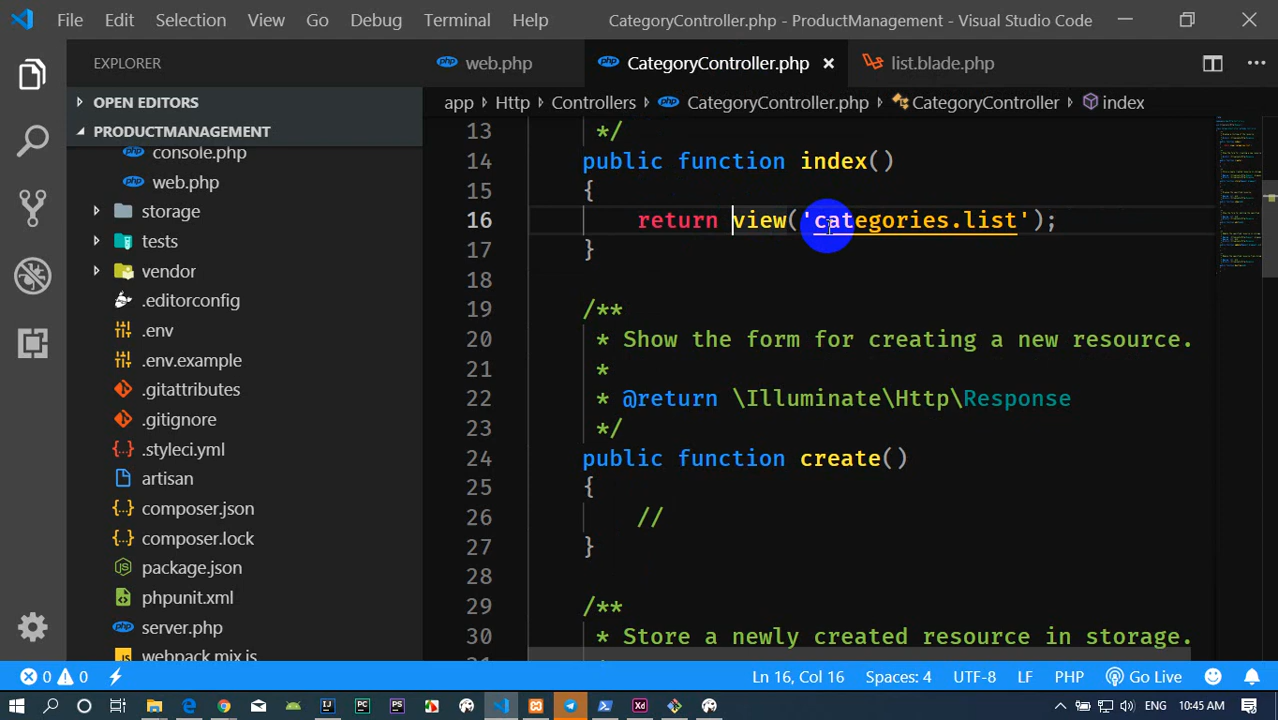 File Edit Selection View Go Debug Terminal Help CategoryController.php - ProductManagement - Visual Studio Code
EXPLORER
web.php CategoryController.php list.blade.php
OPEN EDITORS
PRODUCTMANAGEMENT
console.php
web.php
storage
tests
vendor
.editorconfig
.env
.env.example
.gitattributes
.gitignore
.styleci.yml
artisan
composer.json
composer.lock
package.json
phpunit.xml
server.php
webpack.mix.js
app > Http > Controllers > CategoryController.php > CategoryController > index
13 */
14 public function index()
15 {
16 return view('categories.list');
17 }
18
19 /**
20 * Show the form for creating a new resource.
21 *
22 * @return \Illuminate\Http\Response
23 */
24 public function create()
25 {
26 //
27 }
28
29 /**
30 * Store a newly created resource in storage.
0 0 Ln 16, Col 16 Spaces: 4 UTF-8 LF PHP Go Live
ENG 10:45 AM